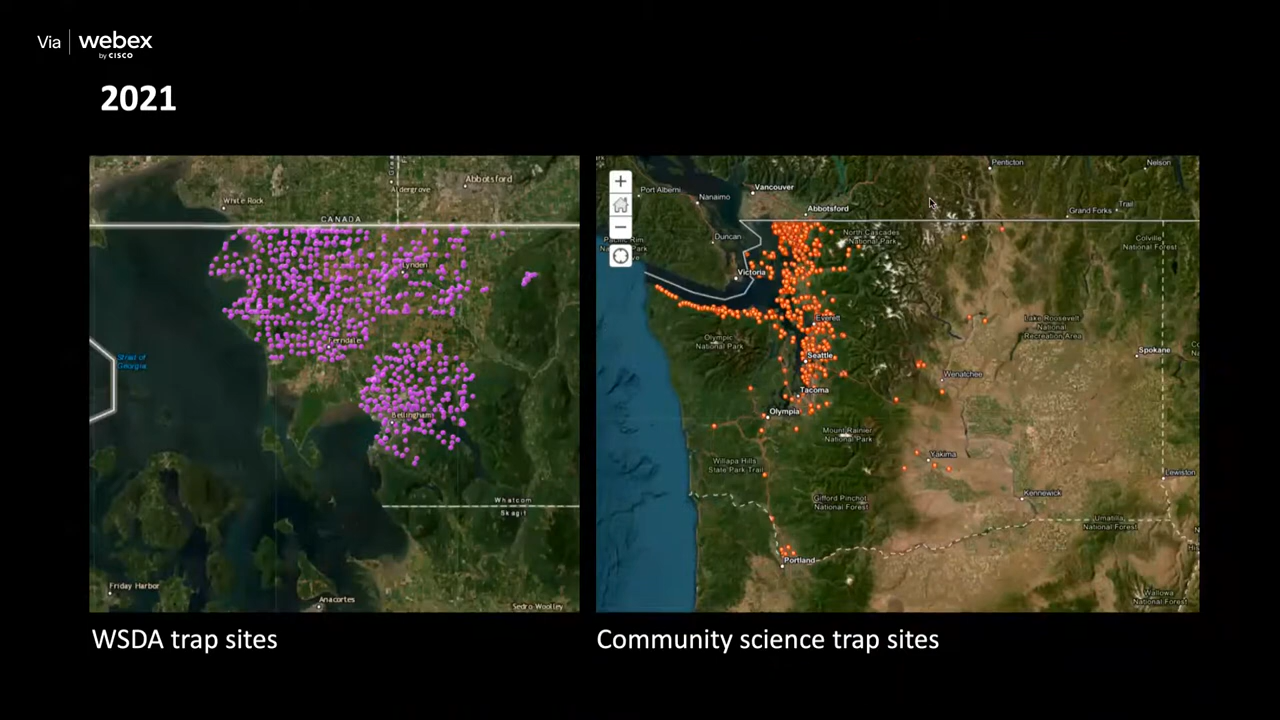 Via | webex
by CISCO
2021
Abbotsford
Aldergrove
White Rock
CANADA
Lynden
Ferndale
Strait of
Georgia
Bellingham
Whatcom
Skagit
Friday Harbor
Anacortes
Sedro Woolley
WSDA trap sites
+
−
Penticton
Nelson
Port Alberni
Nanaimo
Vancouver
Abbotsford
Trail
Grand Forks
Duncan
North Cascades
National Park
Colville
National Forest
Pacific Rim
Victoria
Everett
Lake Roosevelt
National
Recreation Area
Olympic
National Park
Seattle
Spokane
Wenatchee
Tacoma
Olympia
Mount Rainier
National Park
Willapa Hills
State Park Trail
Yakima
Lewiston
Gifford Pinchot
National Forest
Kennewick
Umatilla
National Forest
Portland
Wallowa
National Forest
Community science trap sites